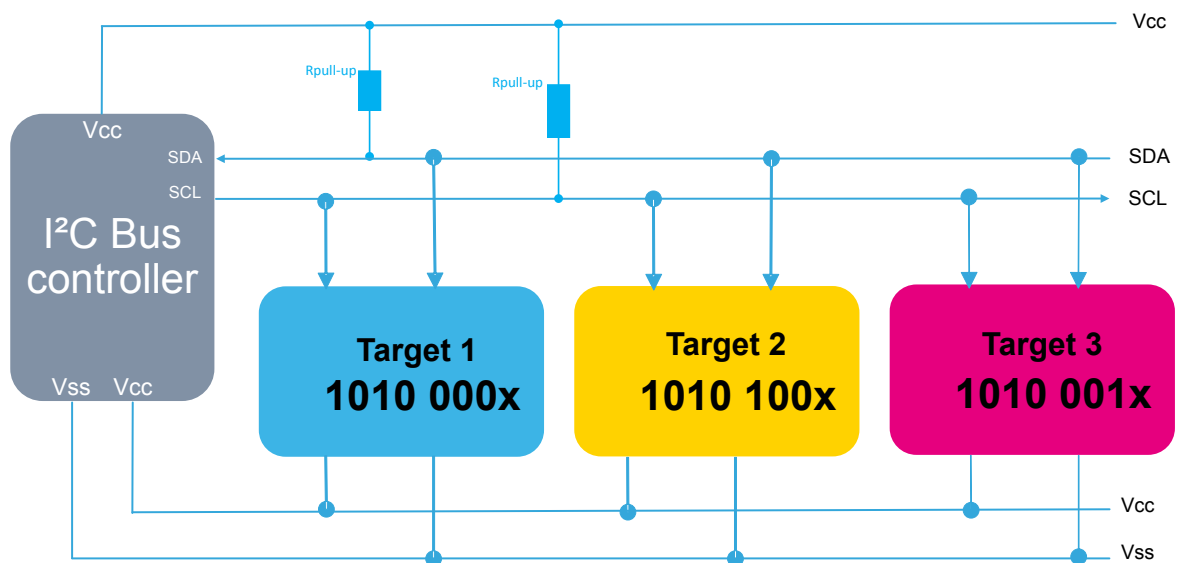 Vcc
Rpull-up
Rpull-up
Vcc
SDA
SDA
SCL
SCL
I²C Bus
controller
Target 1
1010 000x
Target 2
1010 100x
Target 3
1010 001x
Vss Vcc
Vcc
Vss